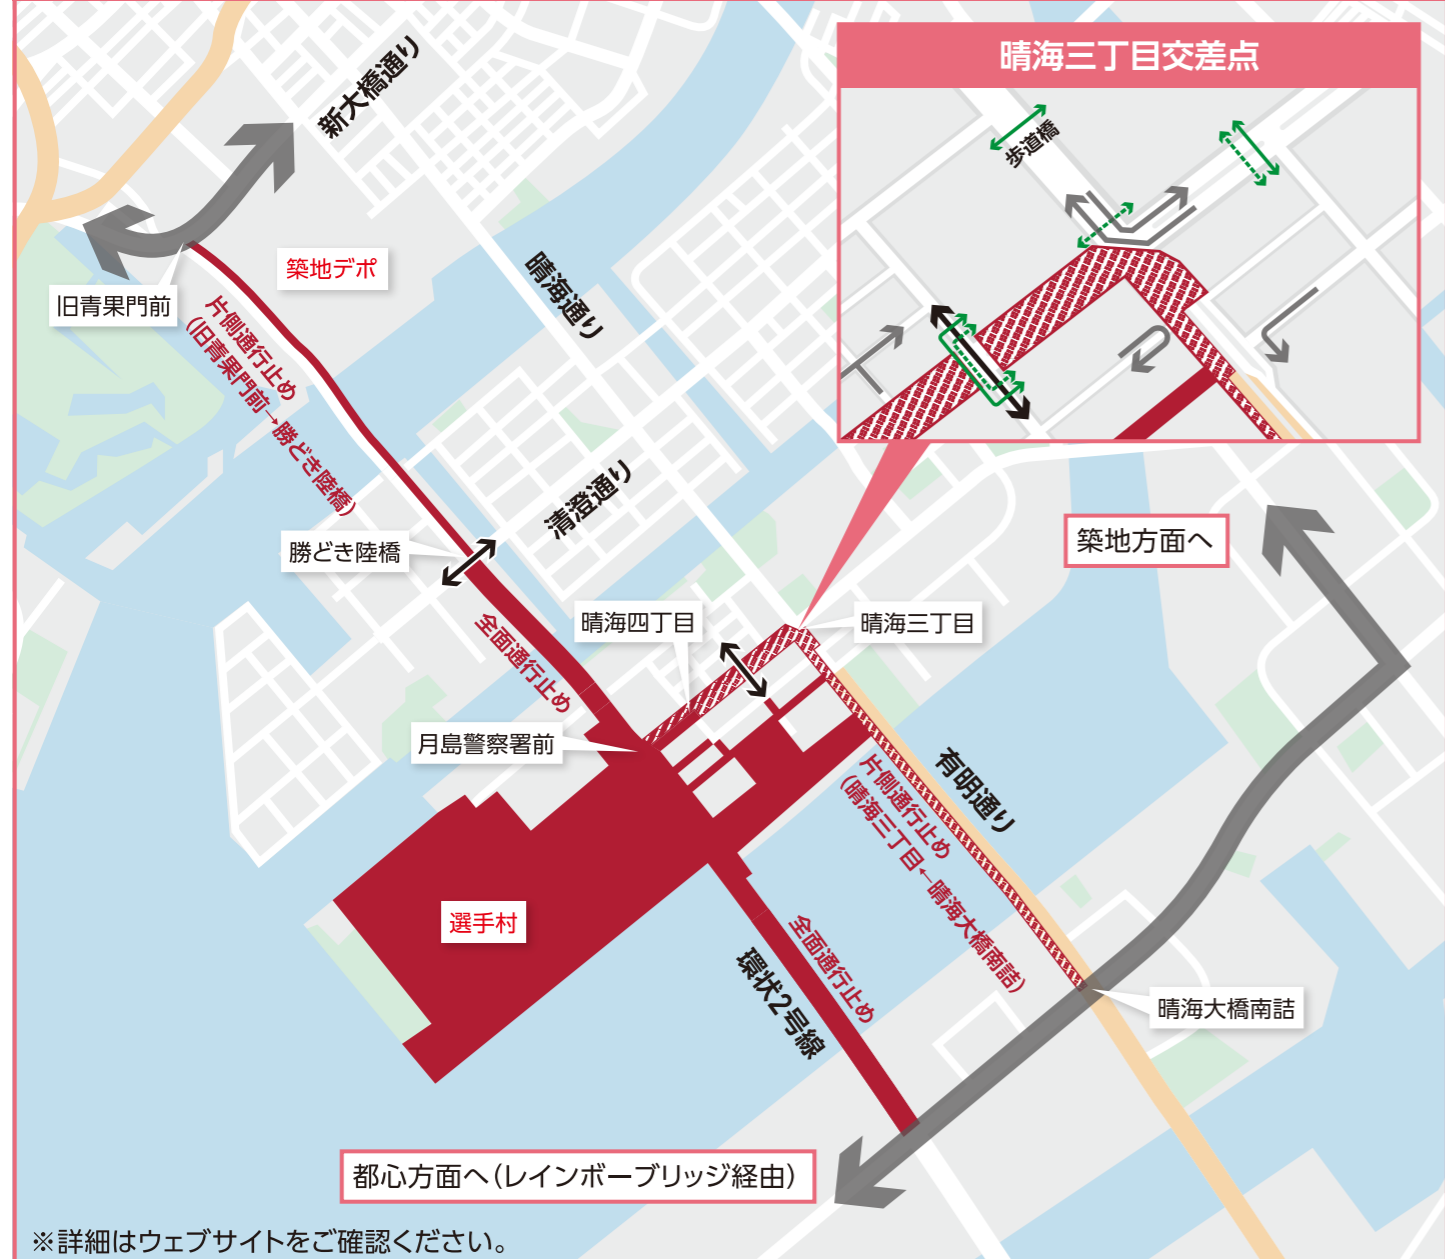 晴海三丁目交差点
歩道橋
新大橋通り
築地デポ
旧青果門前
片側通行止め
(旧青果門前→勝どき陸橋)
晴海通り
清澄通り
勝どき陸橋
築地方面へ
全面通行止め
晴海四丁目
晴海三丁目
月島警察署前
有明通り
片側通行止め
(晴海三丁目←晴海大橋南詰)
選手村
全面通行止め
環状2号線
晴海大橋南詰
都心方面へ(レインボーブリッジ経由)
※詳細はウェブサイトをご確認ください。